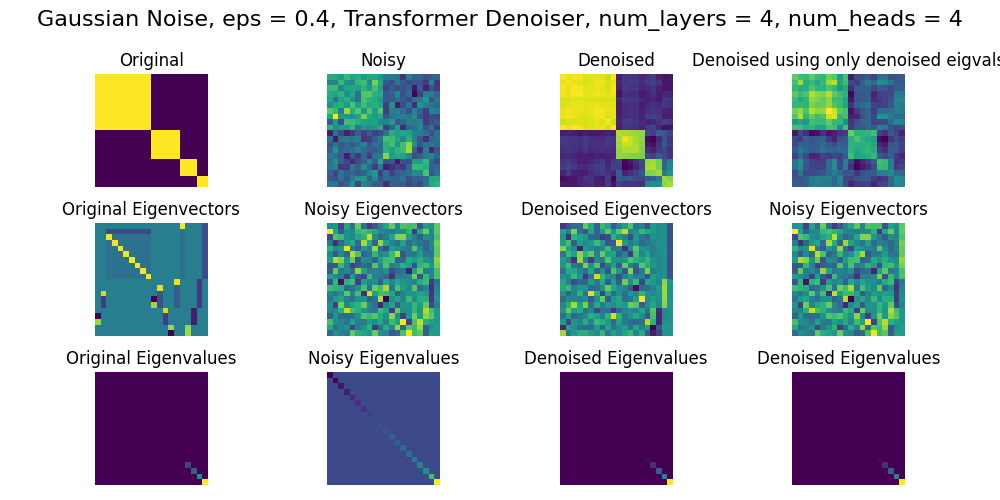 Gaussian Noise, eps = 0.4, Transformer Denoiser, num_layers = 4, num_heads = 4
Original
Noisy
Denoised
Denoised using only denoised eigvals
Original Eigenvectors
Noisy Eigenvectors
Denoised Eigenvectors
Noisy Eigenvectors
Original Eigenvalues
Noisy Eigenvalues
Denoised Eigenvalues
Denoised Eigenvalues